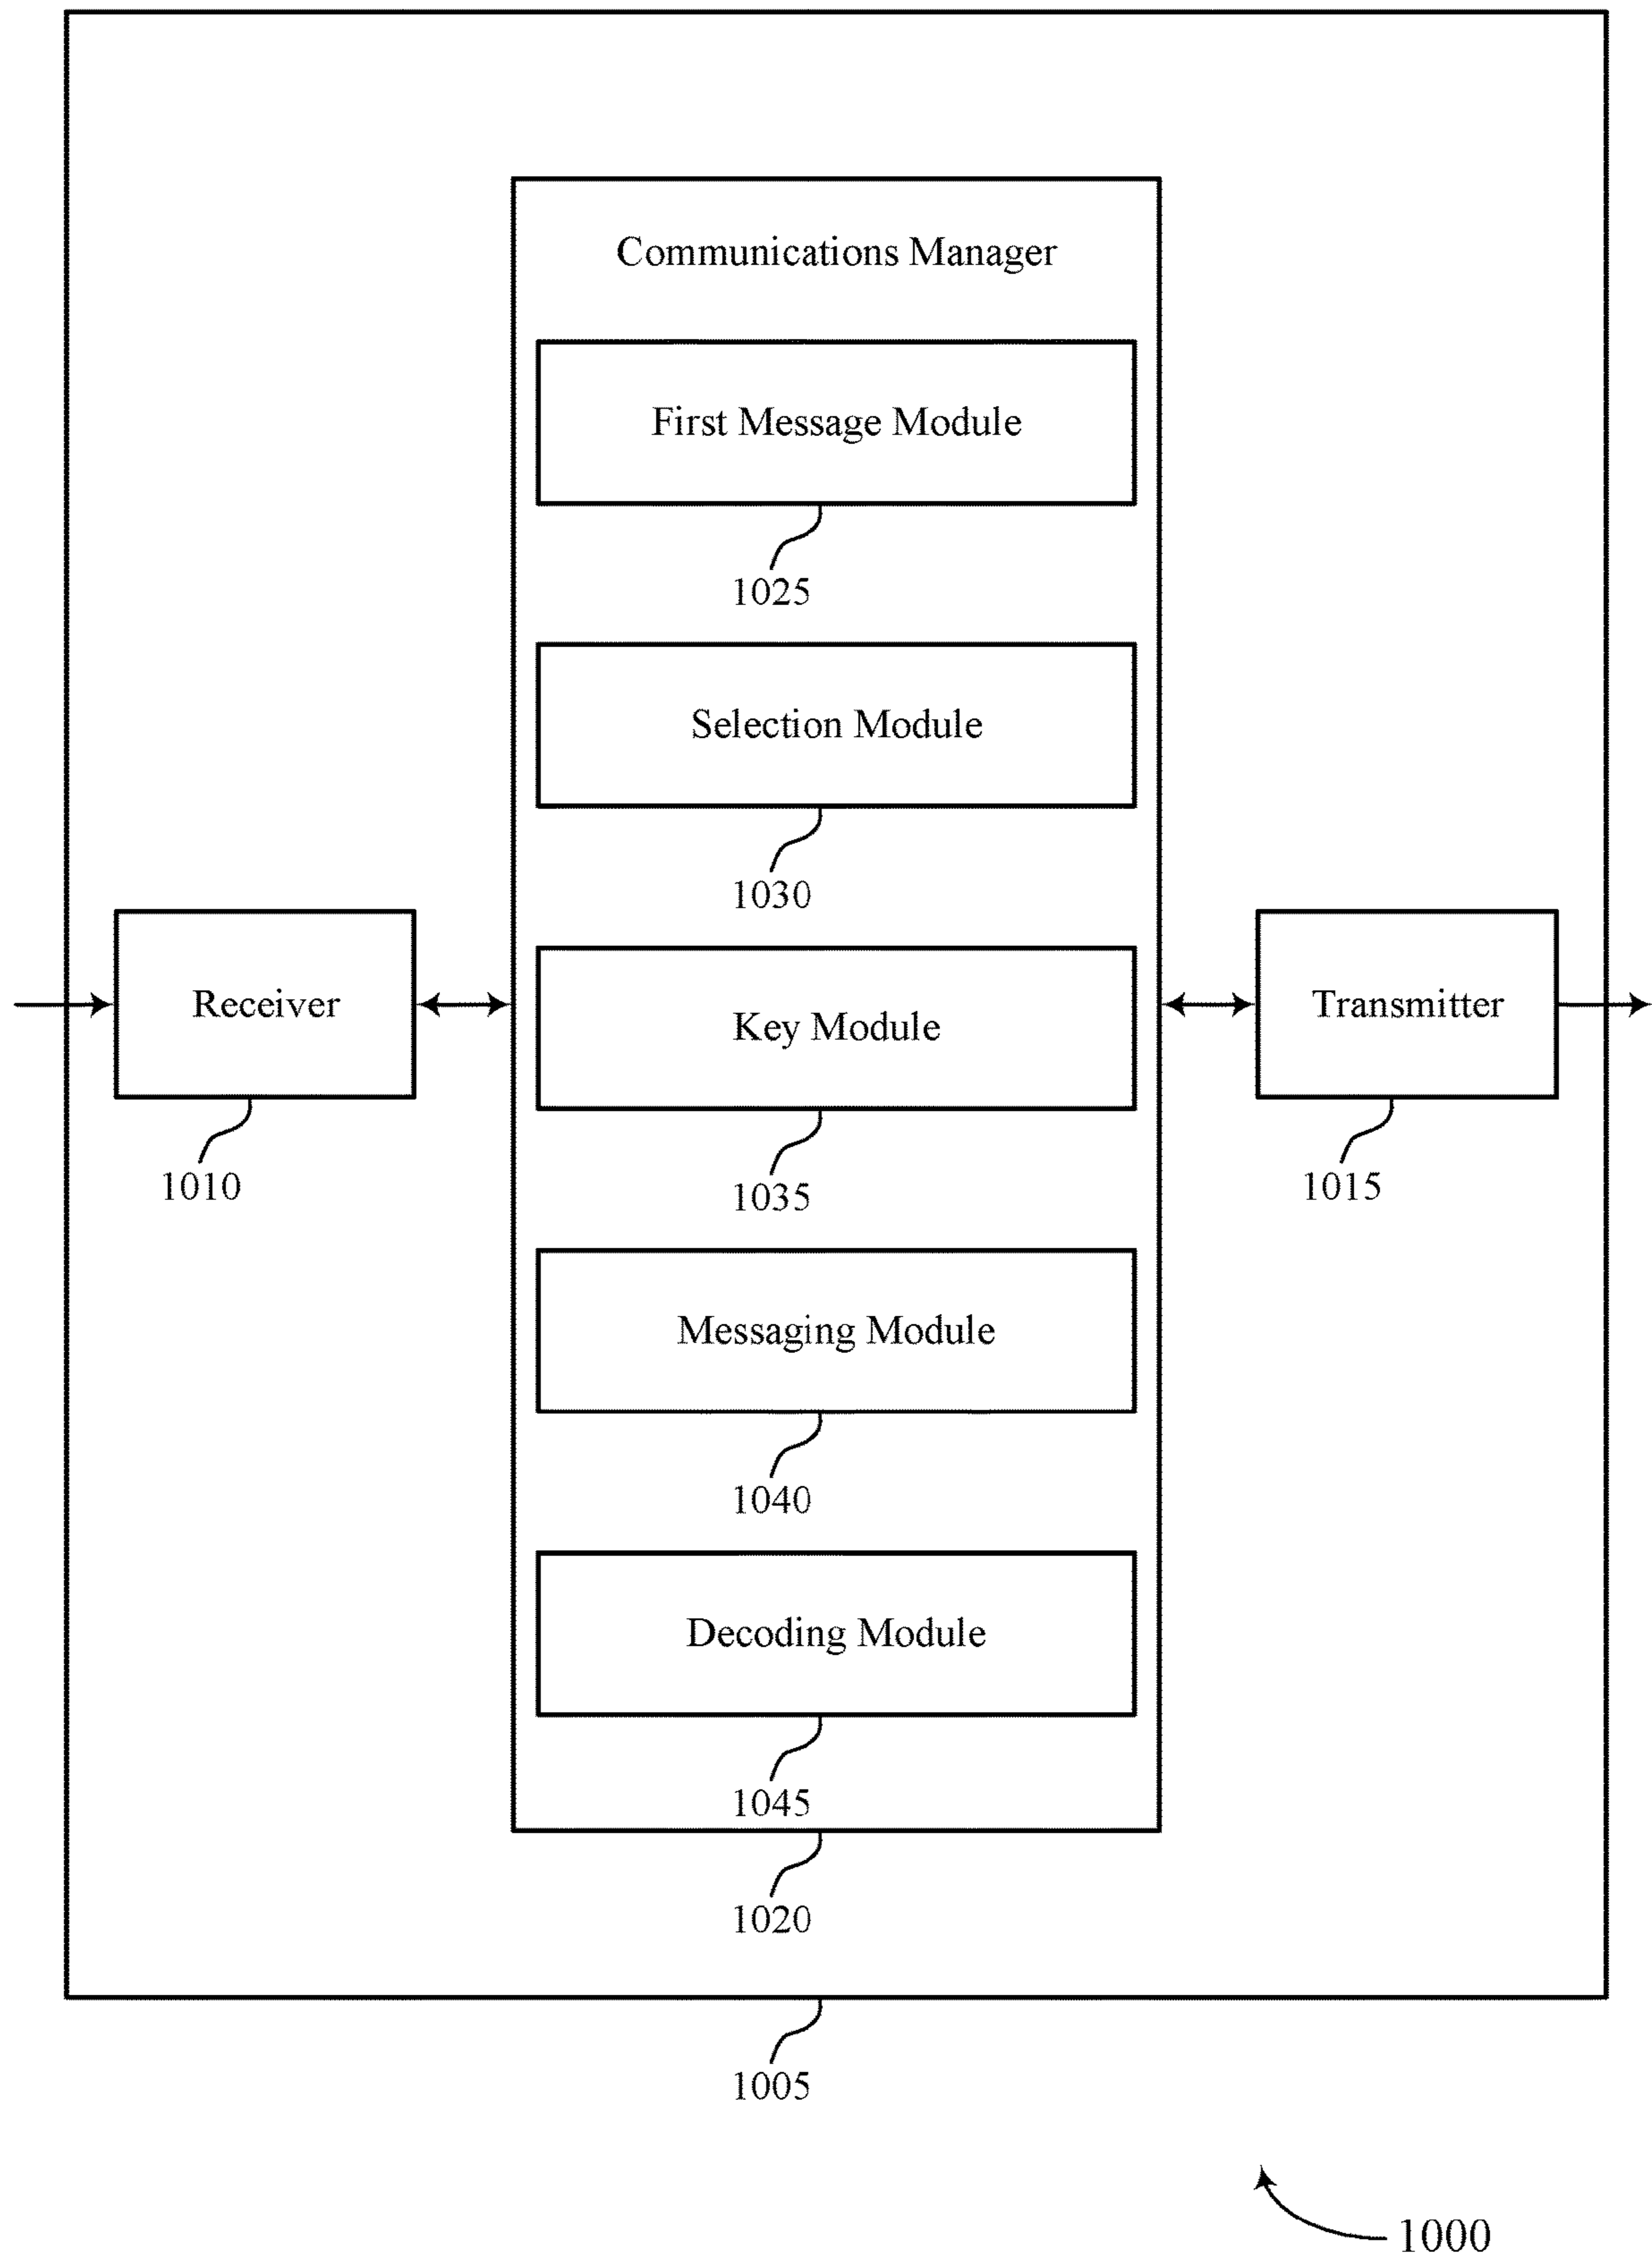 Communications Manager
First Message Module
1025
Selection Module
1030
Receiver
1010
Key Module
1035
Transmitter
1015
Messaging Module
1040
Decoding Module
1045
1020
1005
1000